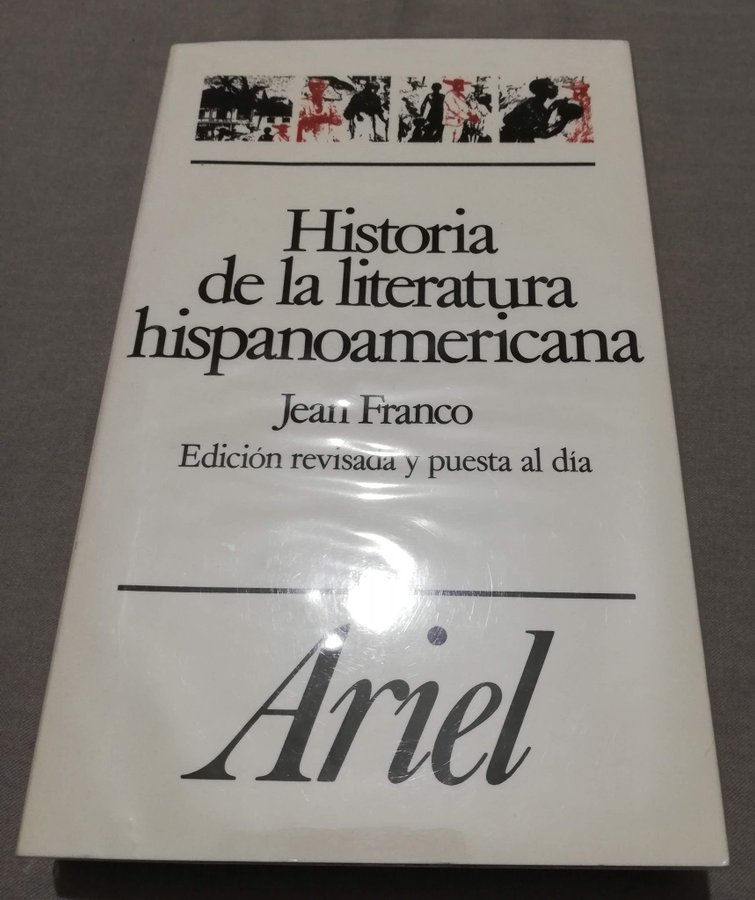 Historia
de la literatura
hispanoamericana
Jean Franco
Edición revisada y puesta al día
Ariel